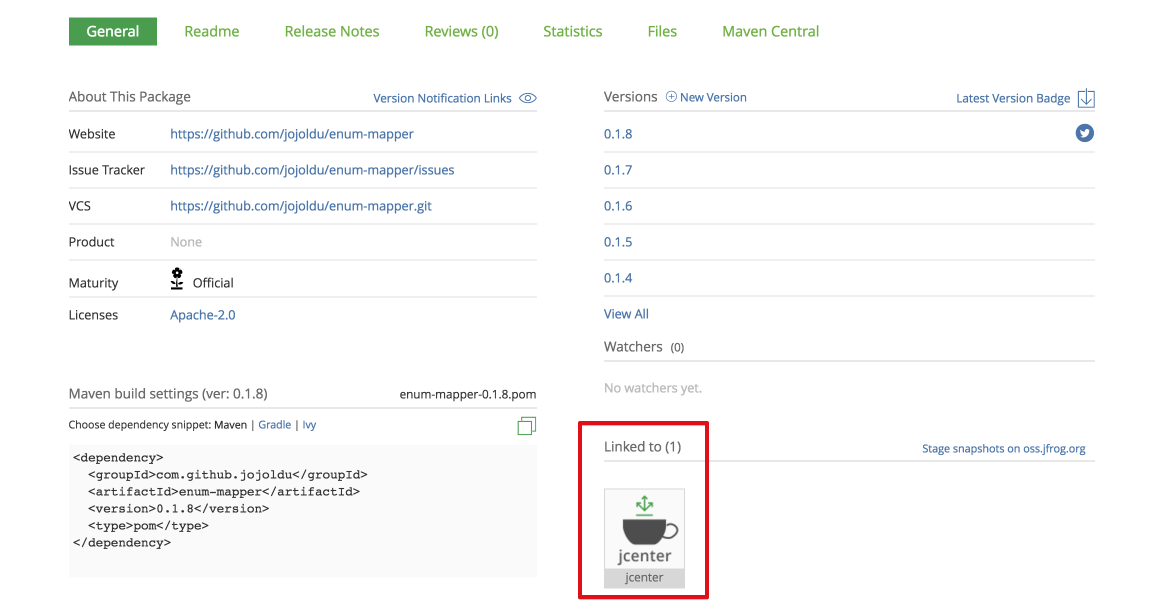 General Readme Release Notes Reviews (0) Statistics Files Maven Central
About This Package Version Notification Links
Website https://github.com/jojoldu/enum-mapper
Issue Tracker https://github.com/jojoldu/enum-mapper/issues
VCS https://github.com/jojoldu/enum-mapper.git
Product None
Maturity Official
Licenses Apache-2.0
Maven build settings (ver: 0.1.8) enum-mapper-0.1.8.pom
Choose dependency snippet: Maven | Gradle | Ivy
<dependency>
<groupId>com.github.jojoldu</groupId>
<artifactId>enum-mapper</artifactId>
<version>0.1.8</version>
<type>pom</type>
</dependency>
Versions New Version Latest Version Badge
0.1.8
0.1.7
0.1.6
0.1.5
0.1.4
View All
Watchers (0)
No watchers yet.
Linked to (1) Stage snapshots on oss.jfrog.org
jcenter
jcenter